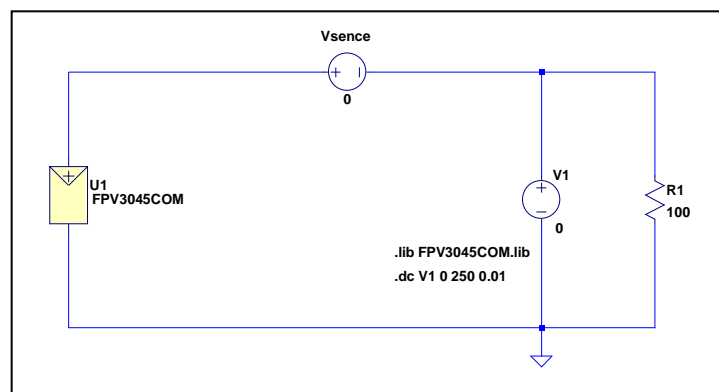 Vsence
0
U1
FPV3045COM
V1
0
R1
100
.lib FPV3045COM.lib
.dc V1 0 250 0.01